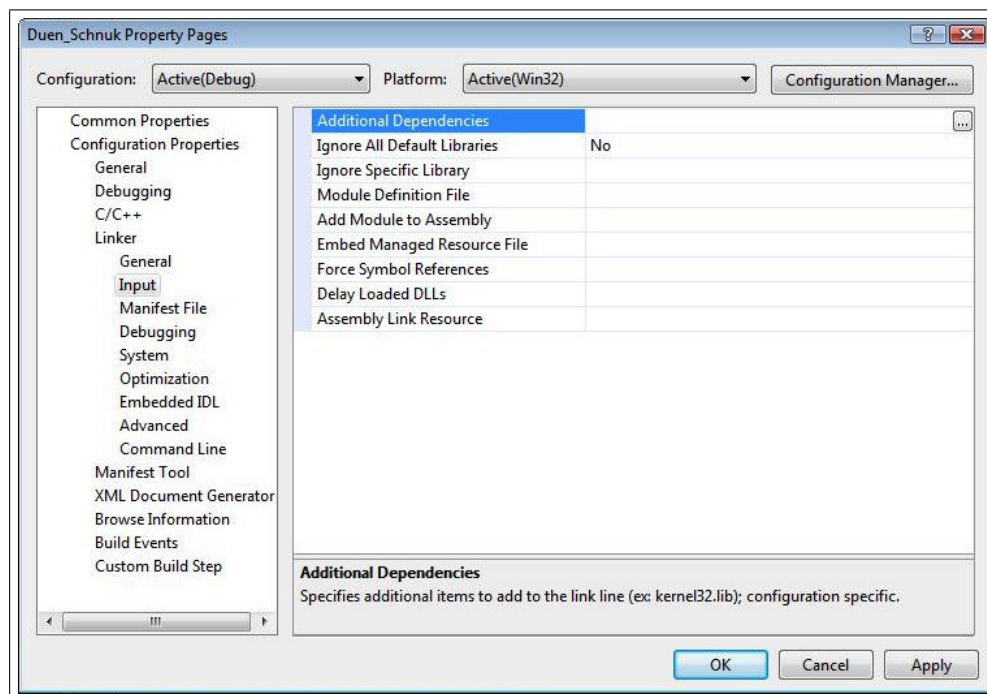 Duen_Schnuk Property Pages
Configuration: Active(Debug) Platform: Active(Win32) Configuration Manager...
Common Properties
Configuration Properties
General
Debugging
C/C++
Linker
General
Input
Manifest File
Debugging
System
Optimization
Embedded IDL
Advanced
Command Line
Manifest Tool
XML Document Generator
Browse Information
Build Events
Custom Build Step
Additional Dependencies ...
Ignore All Default Libraries No
Ignore Specific Library
Module Definition File
Add Module to Assembly
Embed Managed Resource File
Force Symbol References
Delay Loaded DLLs
Assembly Link Resource
Additional Dependencies
Specifies additional items to add to the link line (ex: kernel32.lib); configuration specific.
OK Cancel Apply